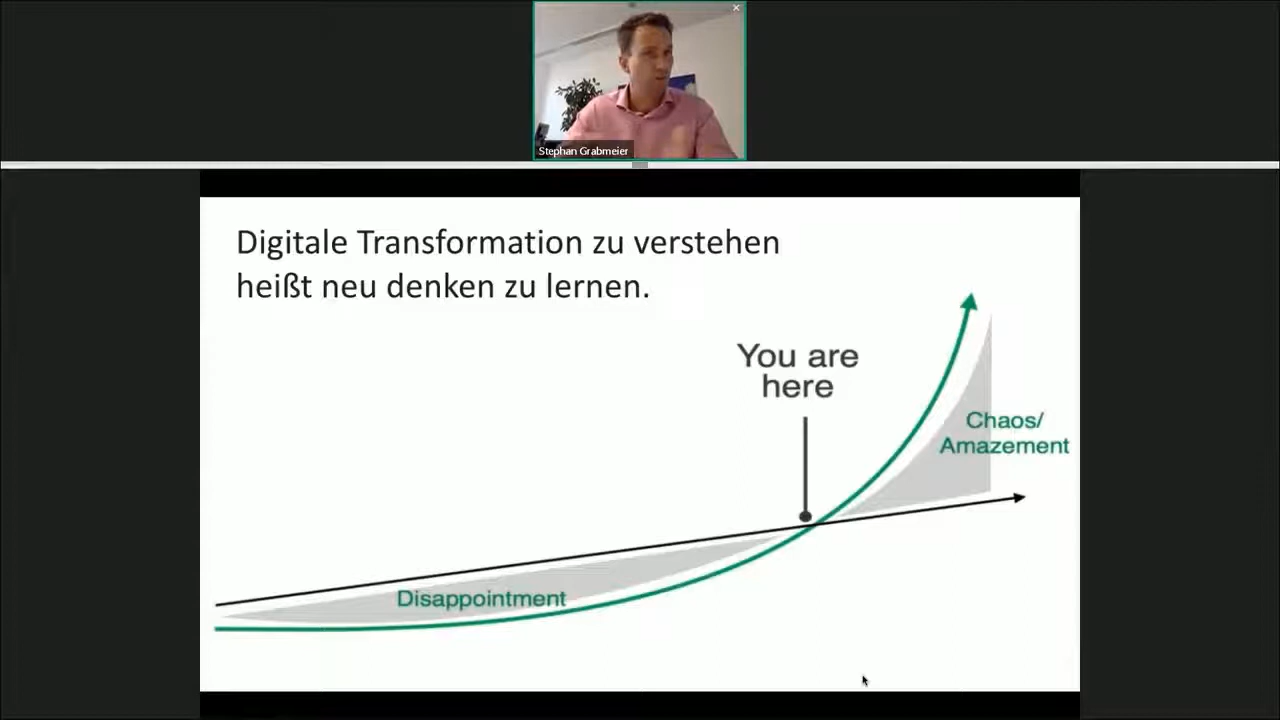 Stephan Grabmeier
Digitale Transformation zu verstehen
heißt neu denken zu lernen.
You are
here
Chaos/
Amazement
Disappointment